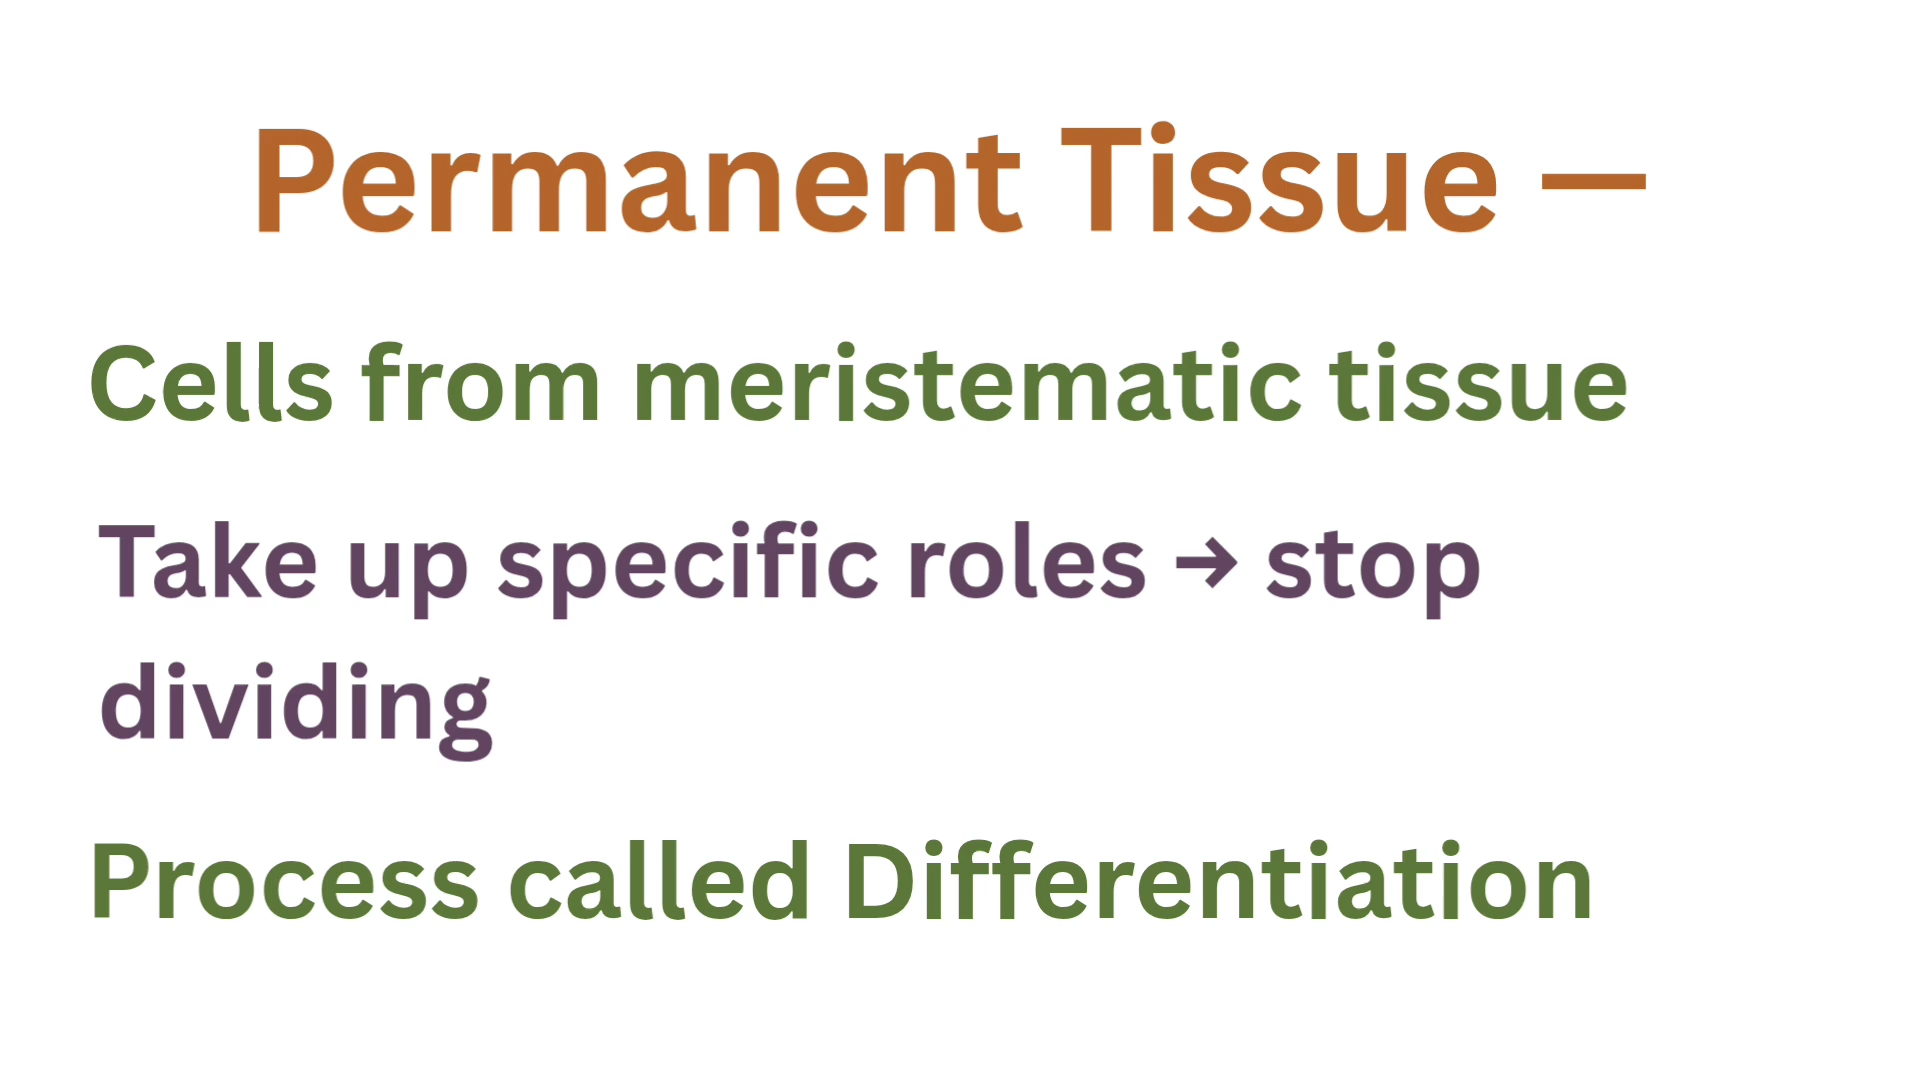 Permanent Tissue —
Cells from meristematic tissue
Take up specific roles → stop
dividing
Process called Differentiation